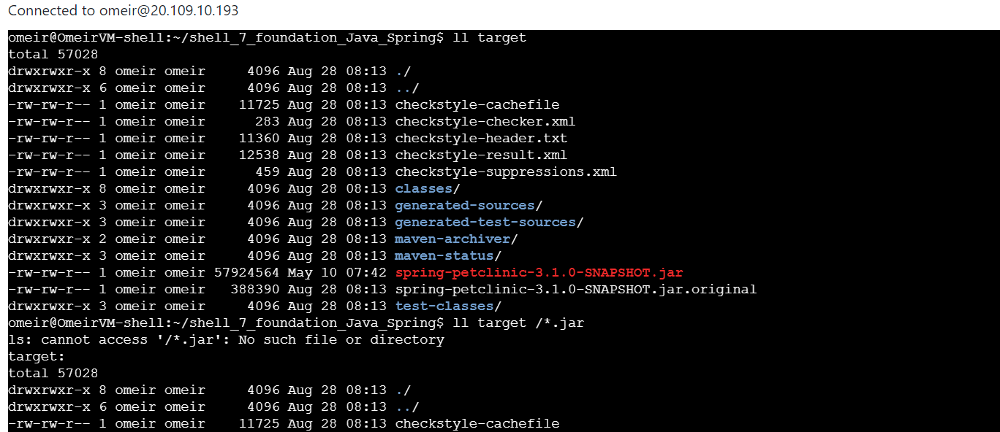 Connected to omeir@20.109.10.193
omeir@OmeirVM-shell:~/shell_7_foundation_Java_Spring$ ll target
total 57028
drwxrwxr-x 8 omeir omeir     4096 Aug 28 08:13 ./
drwxrwxr-x 6 omeir omeir     4096 Aug 28 08:13 ../
-rw-rw-r-- 1 omeir omeir    11725 Aug 28 08:13 checkstyle-cachefile
-rw-rw-r-- 1 omeir omeir      283 Aug 28 08:13 checkstyle-checker.xml
-rw-rw-r-- 1 omeir omeir    11360 Aug 28 08:13 checkstyle-header.txt
-rw-rw-r-- 1 omeir omeir    12538 Aug 28 08:13 checkstyle-result.xml
-rw-rw-r-- 1 omeir omeir      459 Aug 28 08:13 checkstyle-suppressions.xml
drwxrwxr-x 8 omeir omeir     4096 Aug 28 08:13 classes/
drwxrwxr-x 3 omeir omeir     4096 Aug 28 08:13 generated-sources/
drwxrwxr-x 3 omeir omeir     4096 Aug 28 08:13 generated-test-sources/
drwxrwxr-x 2 omeir omeir     4096 Aug 28 08:13 maven-archiver/
drwxrwxr-x 3 omeir omeir     4096 Aug 28 08:13 maven-status/
-rw-rw-r-- 1 omeir omeir 57924564 May 10 07:42 spring-petclinic-3.1.0-SNAPSHOT.jar
-rw-rw-r-- 1 omeir omeir   388390 Aug 28 08:13 spring-petclinic-3.1.0-SNAPSHOT.jar.original
drwxrwxr-x 3 omeir omeir     4096 Aug 28 08:13 test-classes/
omeir@OmeirVM-shell:~/shell_7_foundation_Java_Spring$ ll target /*.jar
ls: cannot access '/*.jar': No such file or directory
target:
total 57028
drwxrwxr-x 8 omeir omeir     4096 Aug 28 08:13 ./
drwxrwxr-x 6 omeir omeir     4096 Aug 28 08:13 ../
-rw-rw-r-- 1 omeir omeir    11725 Aug 28 08:13 checkstyle-cachefile